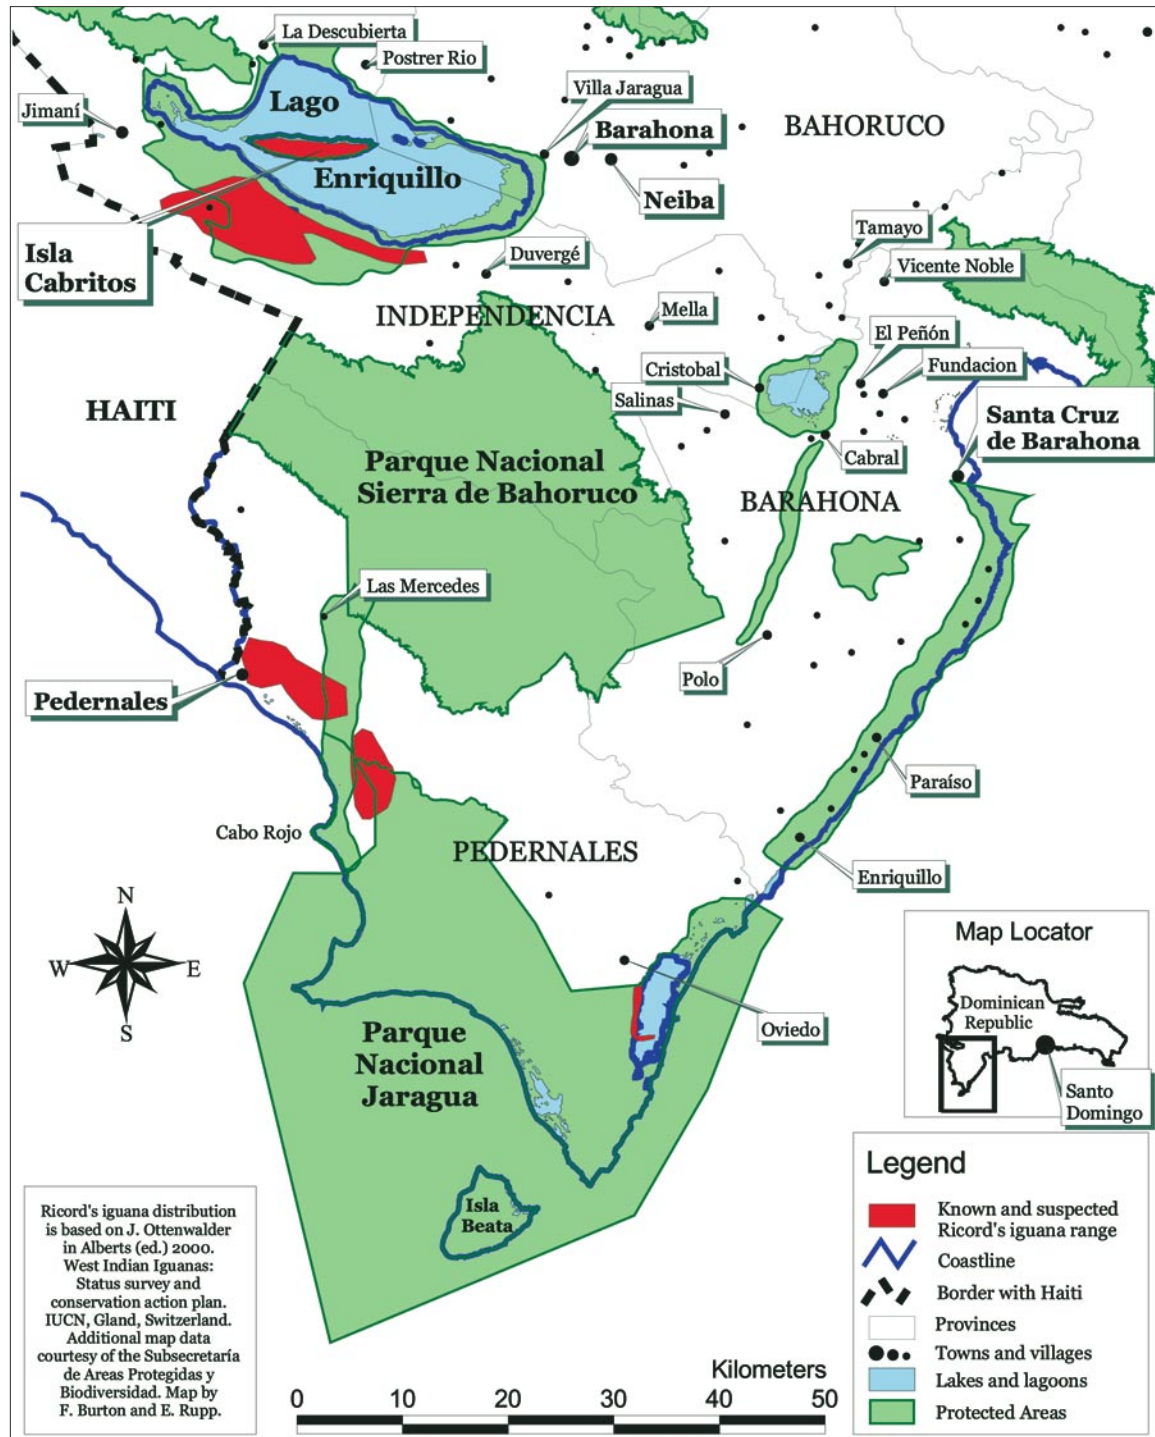 La Descubierta
Postrer Rio
Villa Jaragua
Lago
Jimaní
Barahona
BAHORUCO
Enriquillo
Neiba
Isla
Cabritos
Duvergé
Tamayo
Vicente Noble
INDEPENDENCIA
Mella
El Peñón
Cristobal
Fundacion
Salinas
HAITI
Santa Cruz
de Barahona
Cabral
Parque Nacional
Sierra de Bahoruco
BARAHONA
Las Mercedes
Polo
Pedernales
Paraíso
Cabo Rojo
PEDERNALES
Enriquillo
N
W
E
S
Oviedo
Parque
Nacional
Jaragua
Isla
Beata
Map Locator
Dominican
Republic
Santo
Domingo
Legend
Known and suspected
Ricord's iguana range
Coastline
Border with Haiti
Provinces
Towns and villages
Lakes and lagoons
Protected Areas
Ricord's iguana distribution
is based on J. Ottenwalder
in Alberts (ed.) 2000.
West Indian Iguanas:
Status survey and
conservation action plan.
IUCN, Gland, Switzerland.
Additional map data
courtesy of the Subsecretaría
de Areas Protegidas y
Biodiversidad. Map by
F. Burton and E. Rupp.
Kilometers
0 10 20 30 40 50